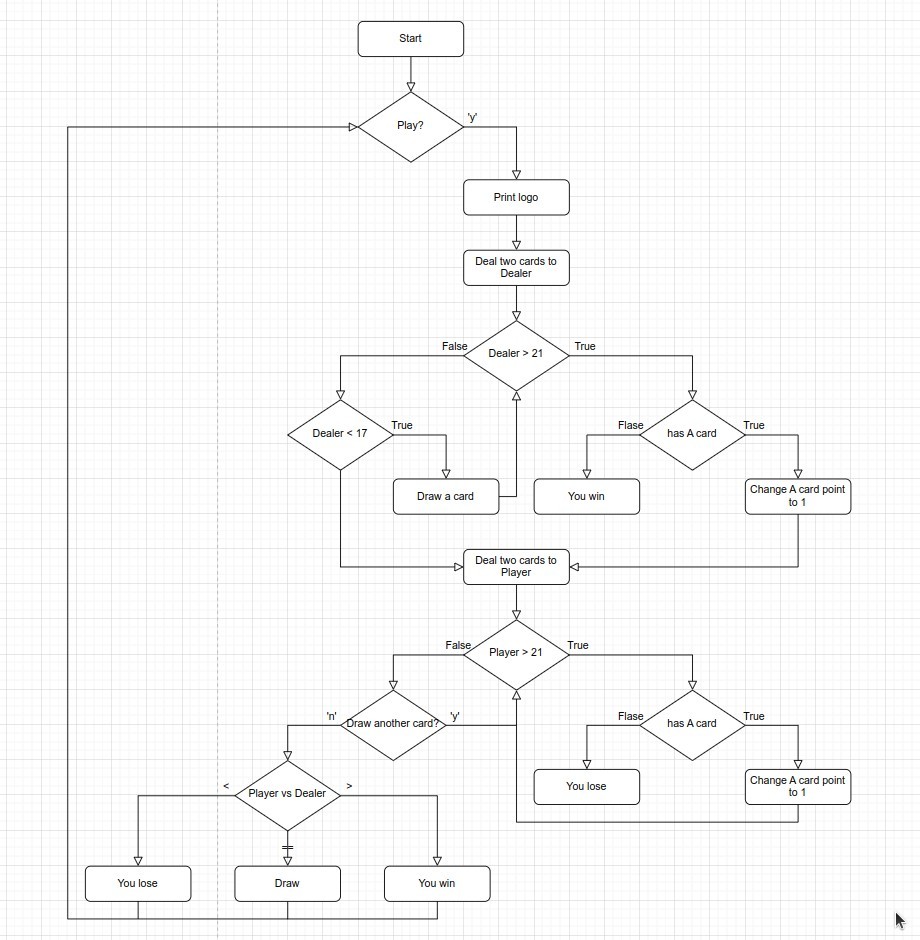 Start
Play?
'y'
Print logo
Deal two cards to
Dealer
False
Dealer > 21
True
Dealer < 17
True
Flase
has A card
True
Draw a card
You win
Change A card point
to 1
Deal two cards to
Player
False
Player > 21
True
'n'
Draw another card?
'y'
Flase
has A card
True
You lose
Change A card point
to 1
<
Player vs Dealer
>
=
You lose
Draw
You win